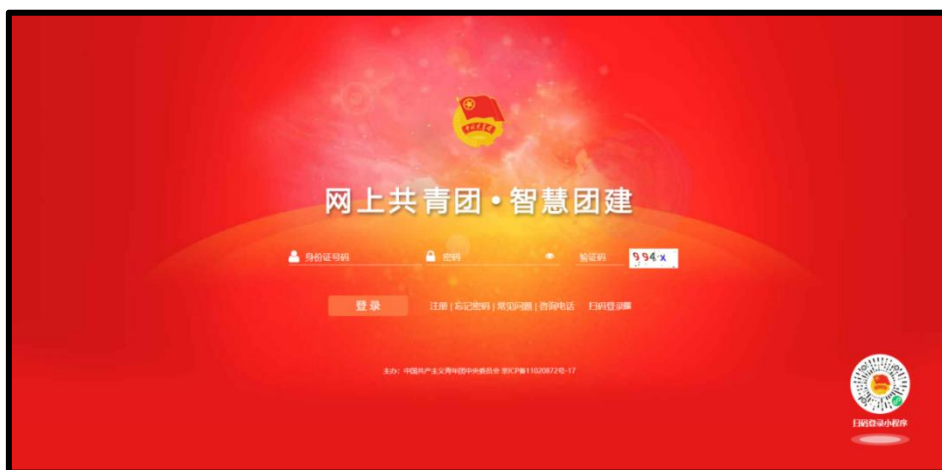 网上共青团·智慧团建
身份证号码 密码 验证码 994x
登录 注册 | 忘记密码 | 常见问题 | 咨询电话 扫码登录
主办：中国共产主义青年团中央委员会 京ICP备11020872号-17
扫码登录小程序